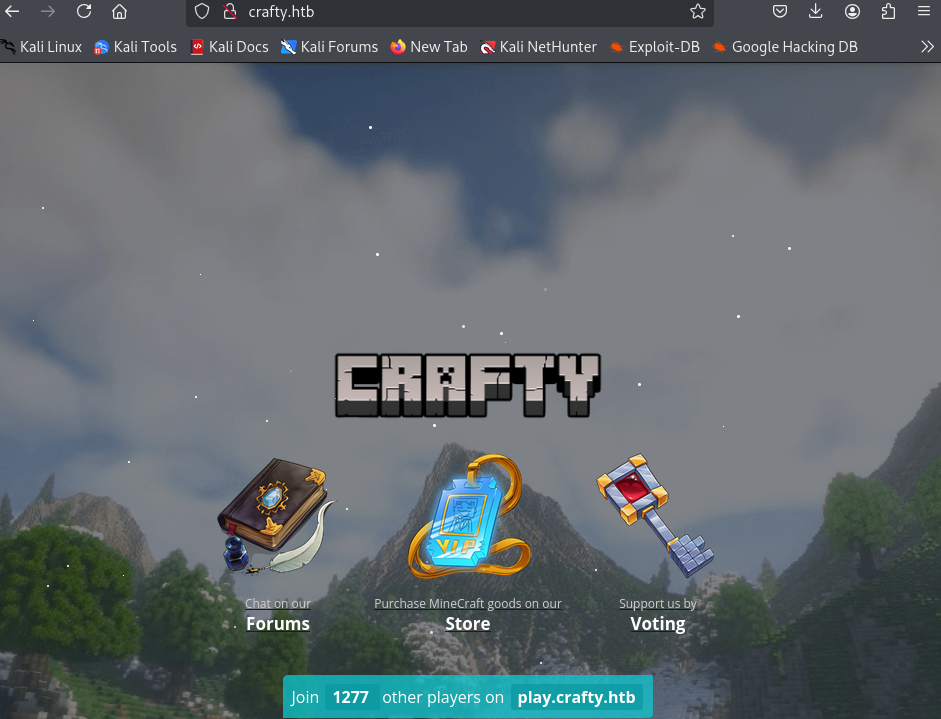 crafty.htb
Kali Linux Kali Tools Kali Docs Kali Forums New Tab Kali NetHunter Exploit-DB Google Hacking DB
CRAFTY
VIP
Chat on our Purchase MineCraft goods on our Support us by
Forums Store Voting
Join 1277 other players on play.crafty.htb